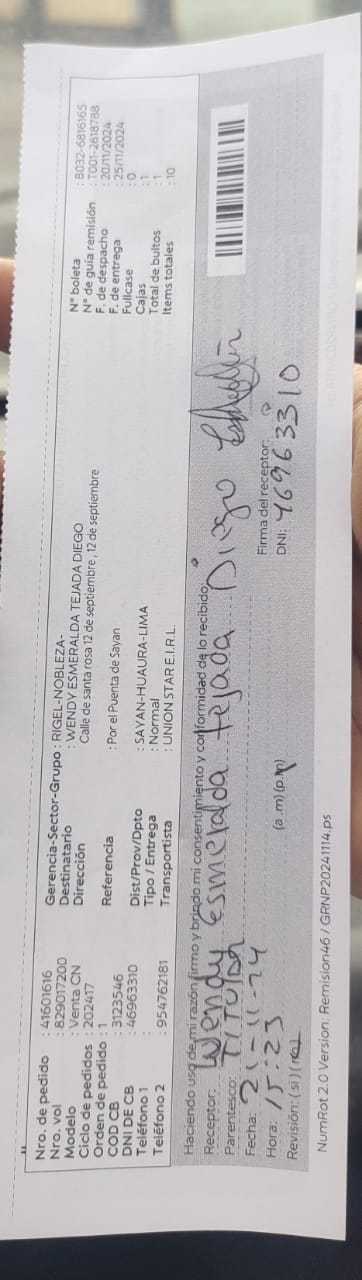 Nro. de pedido : 41601616
Nro. vol : 829017200
Modelo : Venta CN
Ciclo de pedidos : 202417
Orden de pedido : 1
COD CB : 3123546
DNI DE CB : 46963310
Teléfono 1 :
Teléfono 2 : 954762181
Gerencia-Sector-Grupo : RIGEL-NOBLEZA-
Destinatario : WENDY ESMERALDA TEJADA DIEGO
Dirección : Calle de santa rosa 12 de septiembre, 12 de septiembre
Referencia : Por el Puenta de Sayan
Dist/Prov/Dpto : SAYAN-HUAURA-LIMA
Tipo / Entrega : Normal
Transportista : UNION STAR E.I.R.L.
N° boleta : B032-6816165
N° de guía remisión : T001-2618788
F. de despacho : 20/11/2024
F. de entrega : 25/11/2024
Fullcase : 0
Cajas : 1
Total de bultos : 1
Items totales : 10
Haciendo uso de mi razón firmo y brindo mi consentimiento y conformidad de lo recibido,
Receptor: Wendy Esmeralda tejada Diego
Parentesco: TITULAR
Fecha: 21-11-24
Hora: 15:23 (a.m)(p.m)
Revisión: (si) (no)
Firma del receptor:
DNI: 46963310
NumRot 2.0 Version: Remision46 / GRNP20241114.ps